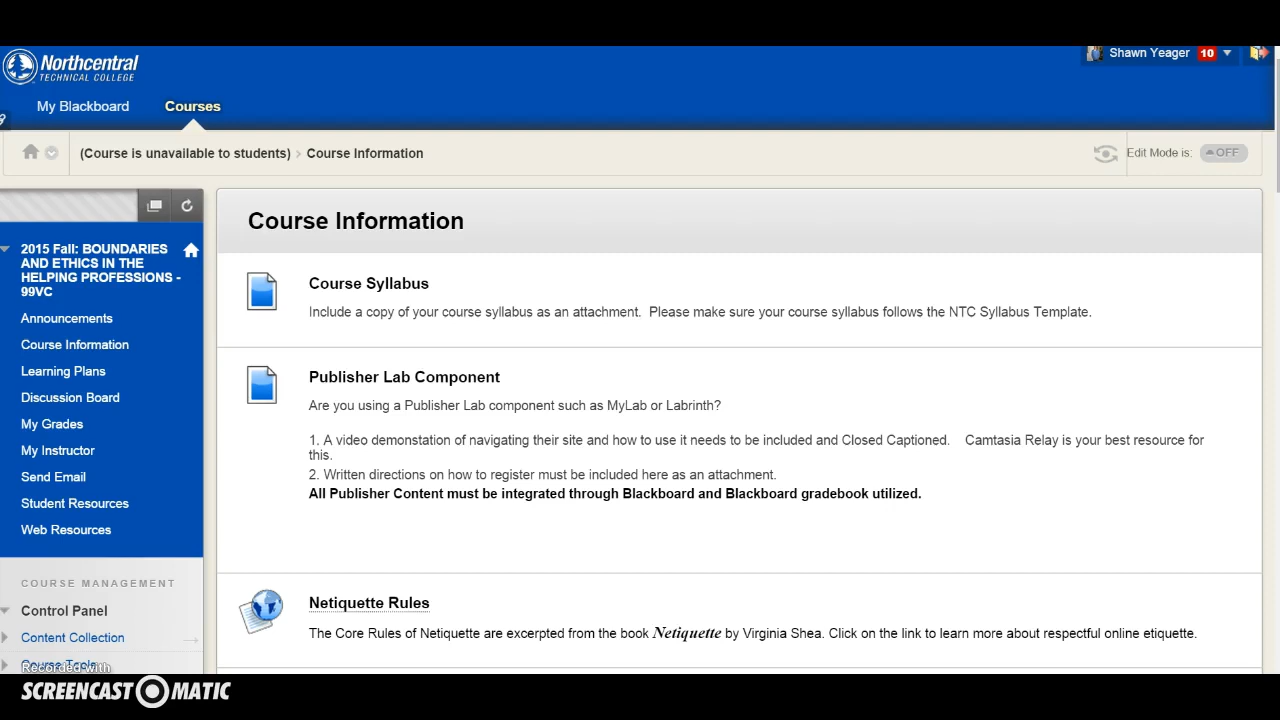 Northcentral
TECHNICAL COLLEGE
Shawn Yeager 10
My Blackboard Courses
(Course is unavailable to students) > Course Information
Edit Mode is: OFF
2015 Fall: BOUNDARIES
AND ETHICS IN THE
HELPING PROFESSIONS -
99VC
Announcements
Course Information
Learning Plans
Discussion Board
My Grades
My Instructor
Send Email
Student Resources
Web Resources
COURSE MANAGEMENT
Control Panel
Content Collection
Course Tools
Course Information
Course Syllabus
Include a copy of your course syllabus as an attachment.  Please make sure your course syllabus follows the NTC Syllabus Template.
Publisher Lab Component
Are you using a Publisher Lab component such as MyLab or Labrinth?
1. A video demonstation of navigating their site and how to use it needs to be included and Closed Captioned.    Camtasia Relay is your best resource for
this.
2. Written directions on how to register must be included here as an attachment.
All Publisher Content must be integrated through Blackboard and Blackboard gradebook utilized.
Netiquette Rules
The Core Rules of Netiquette are excerpted from the book Netiquette by Virginia Shea. Click on the link to learn more about respectful online etiquette.
Recorded with
SCREENCAST MATIC